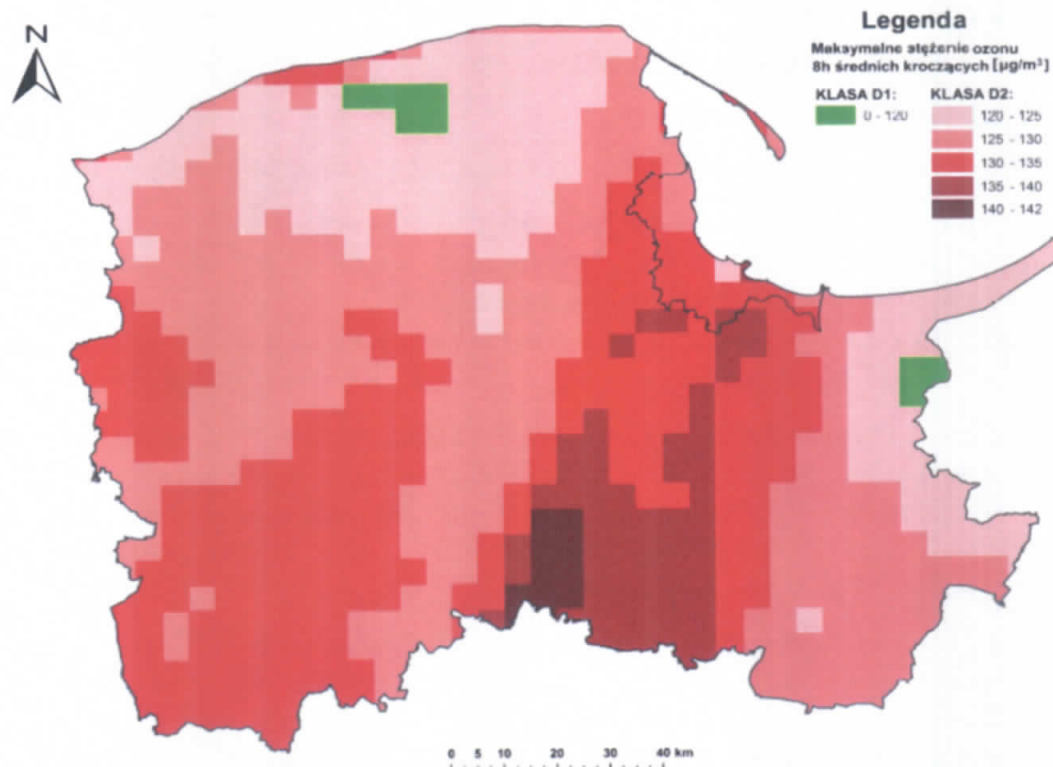 N
Legenda
Maksymalne stężenie ozonu
8h średnich kroczących [µg/m³]
KLASA D1:
0 - 120
KLASA D2:
120 - 125
125 - 130
130 - 135
135 - 140
140 - 142
0 5 10 20 30 40 km